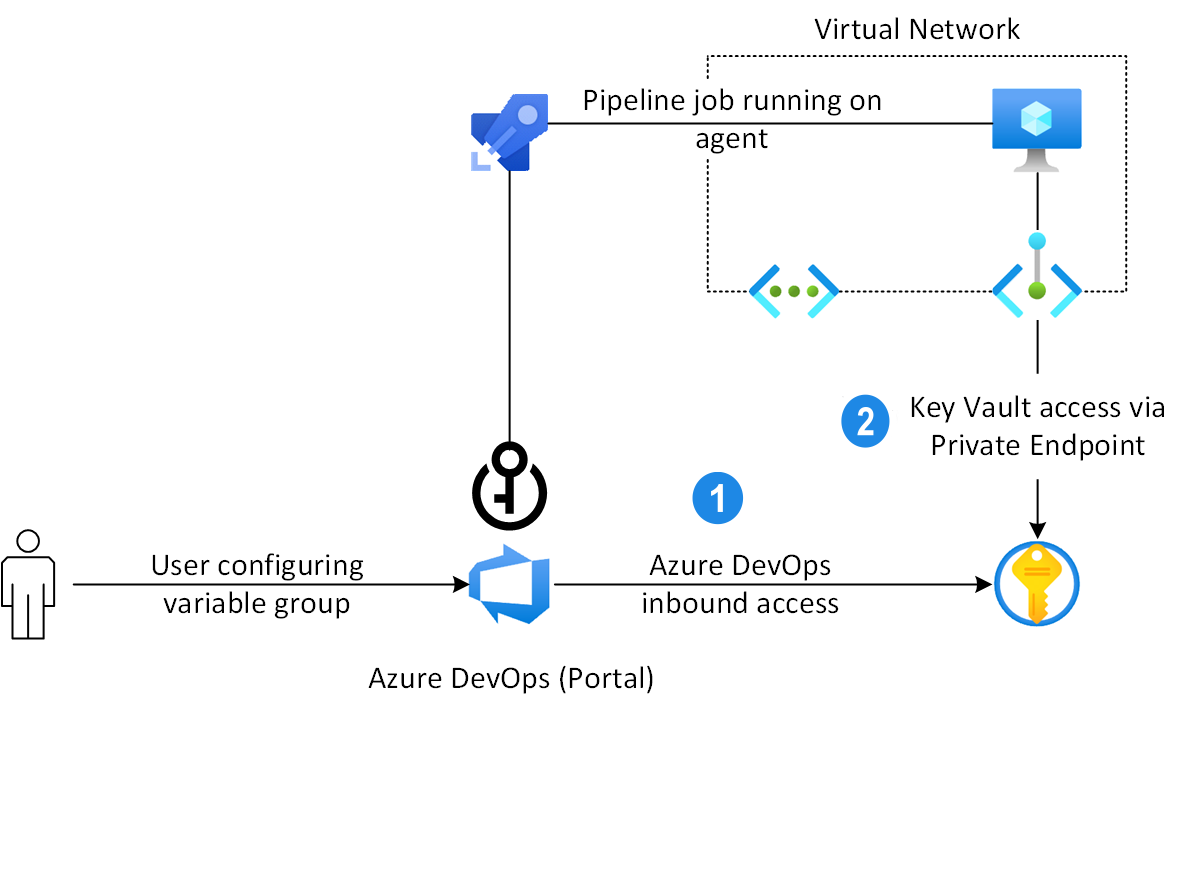 Virtual Network
Pipeline job running on
agent
2
Key Vault access via
Private Endpoint
1
User configuring
variable group
Azure DevOps
inbound access
Azure DevOps (Portal)